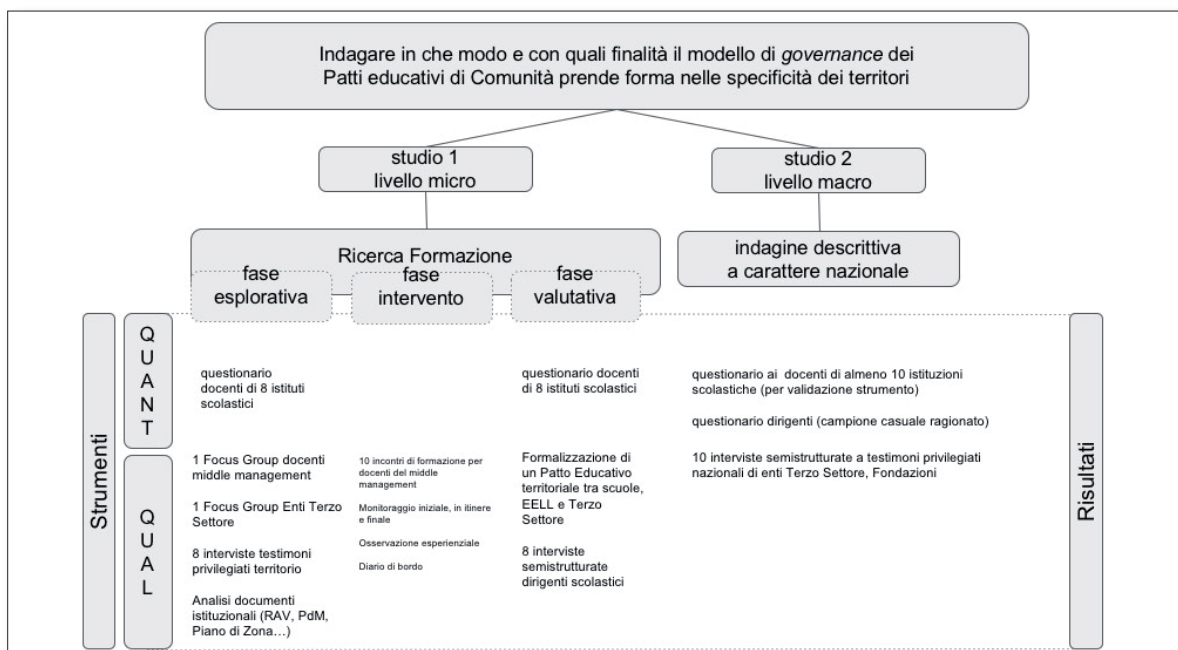 Indagare in che modo e con quali finalità il modello di governance dei
Patti educativi di Comunità prende forma nelle specificità dei territori
studio 1
livello micro
studio 2
livello macro
Ricerca Formazione
indagine descrittiva
a carattere nazionale
fase
esplorativa
fase
intervento
fase
valutativa
Strumenti
QUANT
questionario
docenti di 8 istituti
scolastici
questionario docenti
di 8 istituti scolastici
questionario ai docenti di almeno 10 istituzioni
scolastiche (per validazione strumento)
questionario dirigenti (campione casuale ragionato)
QUAL
1 Focus Group docenti
middle management
1 Focus Group Enti Terzo
Settore
8 interviste testimoni
privilegiati territorio
Analisi documenti
istituzionali (RAV, PdM,
Piano di Zona…)
10 incontri di formazione per
docenti del middle
management
Monitoraggio iniziale, in itinere
e finale
Osservazione esperienziale
Diario di bordo
Formalizzazione di
un Patto Educativo
territoriale tra scuole,
EELL e Terzo
Settore
8 interviste
semistrutturate
dirigenti scolastici
10 interviste semistrutturate a testimoni privilegiati
nazionali di enti Terzo Settore, Fondazioni
Risultati